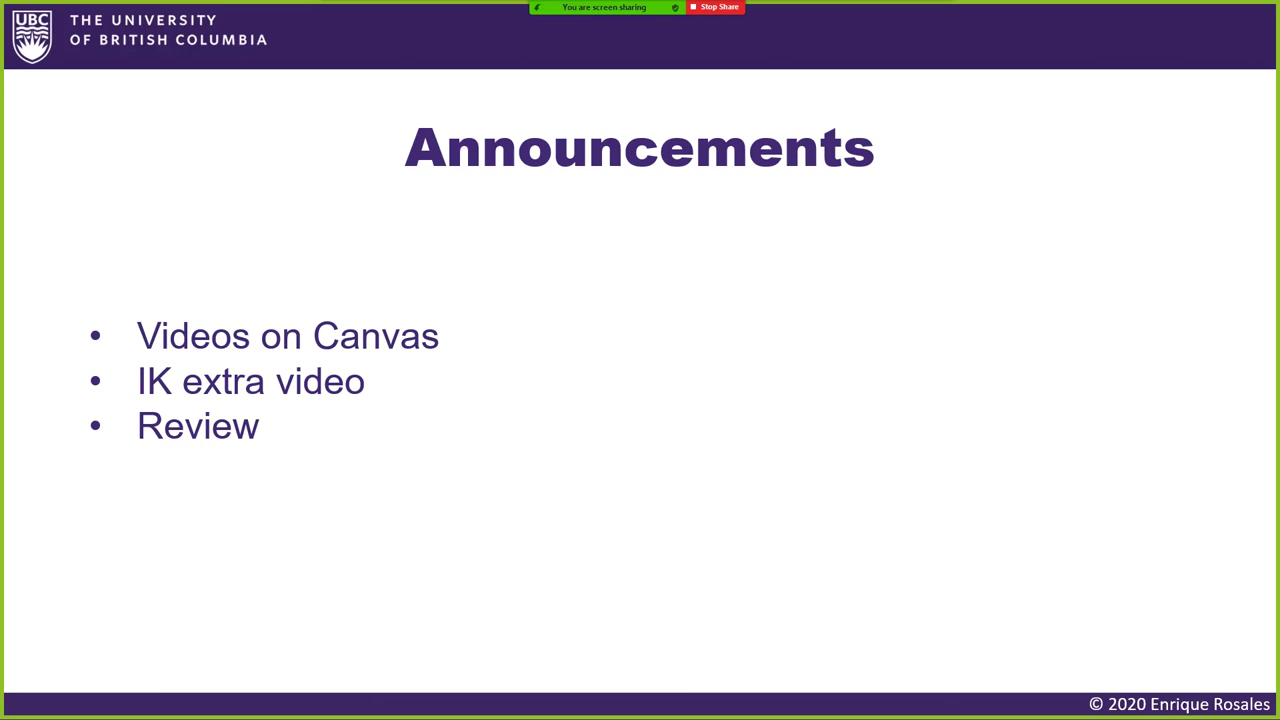 You are screen sharing
Stop Share
UBC
THE UNIVERSITY
OF BRITISH COLUMBIA
Announcements
• Videos on Canvas
• IK extra video
• Review
© 2020 Enrique Rosales